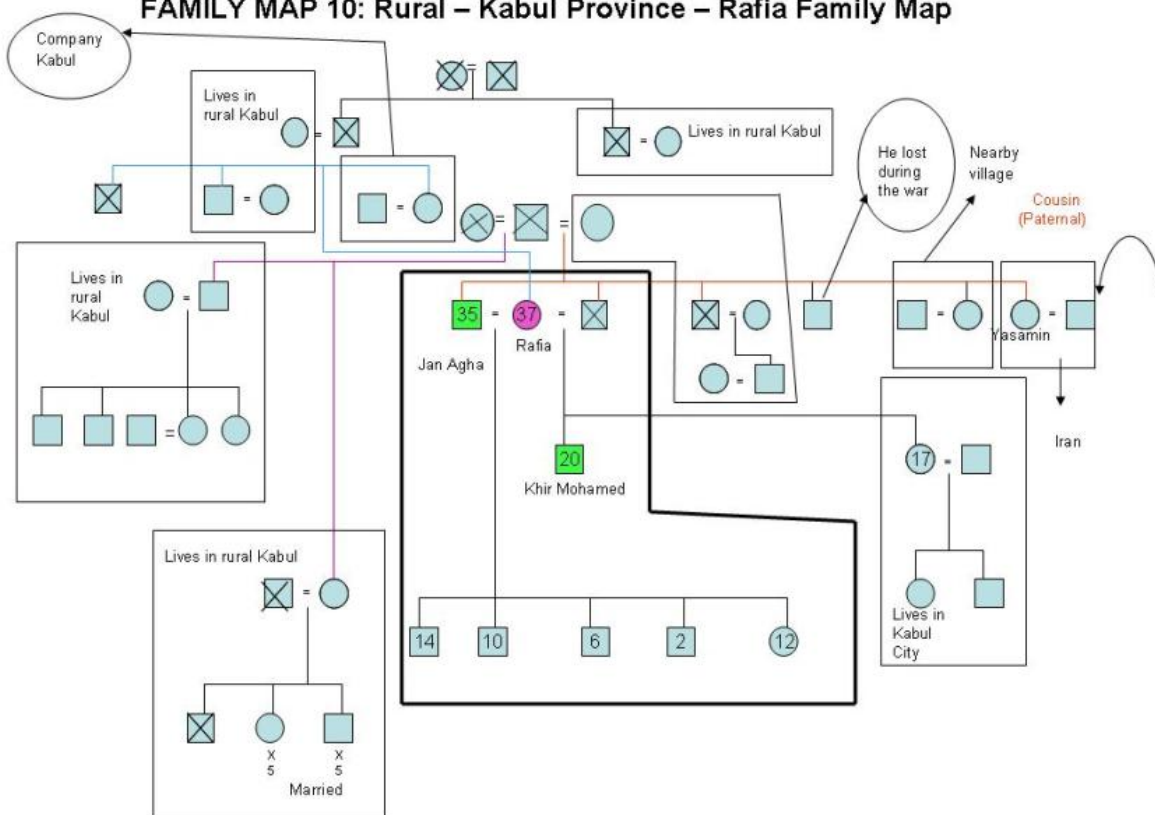 FAMILY MAP 10: Rural – Kabul Province – Rafia Family Map
Company
Kabul
Lives in
rural Kabul
Lives in rural Kabul
He lost
during
the war
Nearby
village
Cousin
(Paternal)
Lives in
rural
Kabul
35
37
Rafia
Jan Agha
Yasamin
Iran
20
Khir Mohamed
17
Lives in
Kabul
City
Lives in rural Kabul
14
10
6
2
12
X
5
X
5
Married